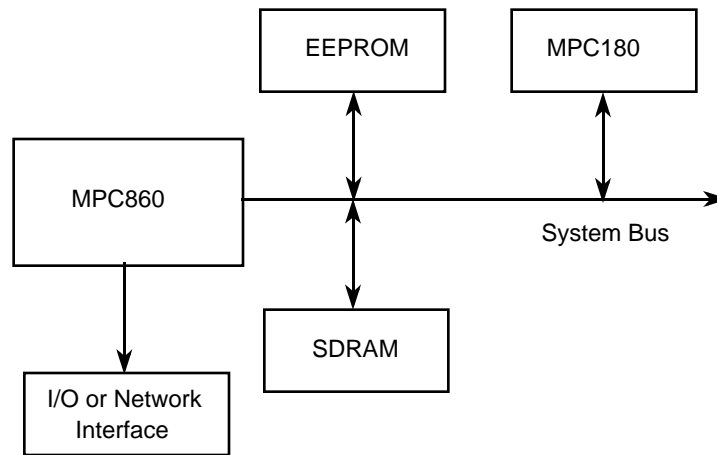 EEPROM
MPC180
MPC860
System Bus
SDRAM
I/O or Network
Interface